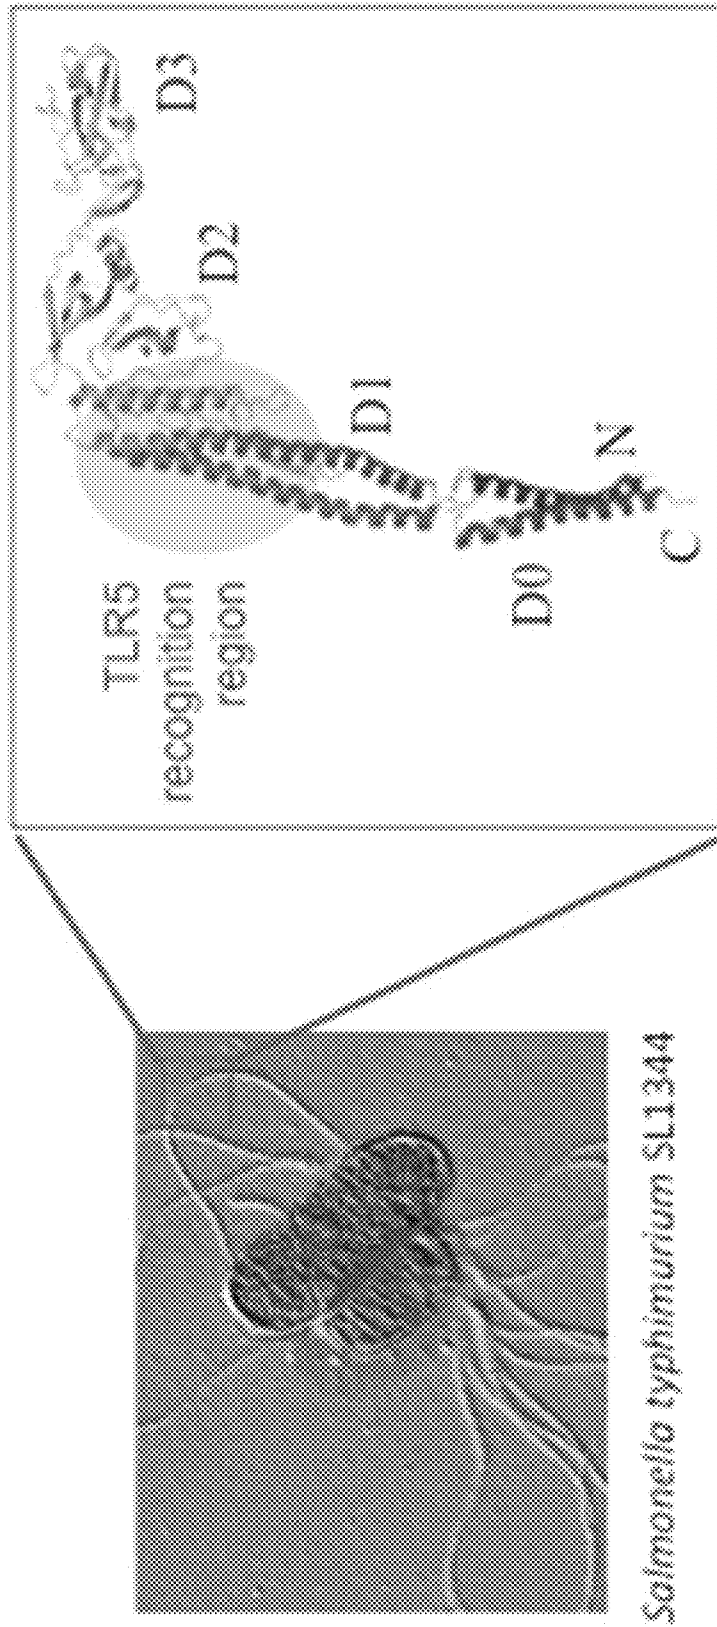 Salmonella typhimurium SL1344
TLR5
recognition
region
D0
C
N
D1
D2
D3